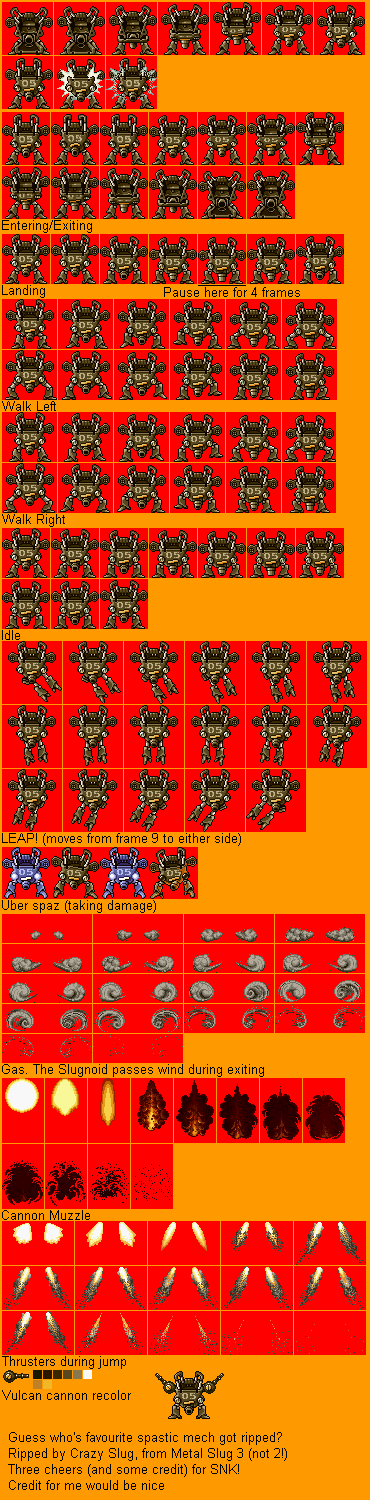 Entering/Exiting
Landing
Pause here for 4 frames
Walk Left
Walk Right
Idle
LEAP! (moves from frame 9 to either side)
Uber spaz (taking damage)
Gas. The Slugnoid passes wind during exiting
Cannon Muzzle
Thrusters during jump
Vulcan cannon recolor
05
Guess who's favourite spastic mech got ripped?
Ripped by Crazy Slug, from Metal Slug 3 (not 2!)
Three cheers (and some credit) for SNK!
Credit for me would be nice